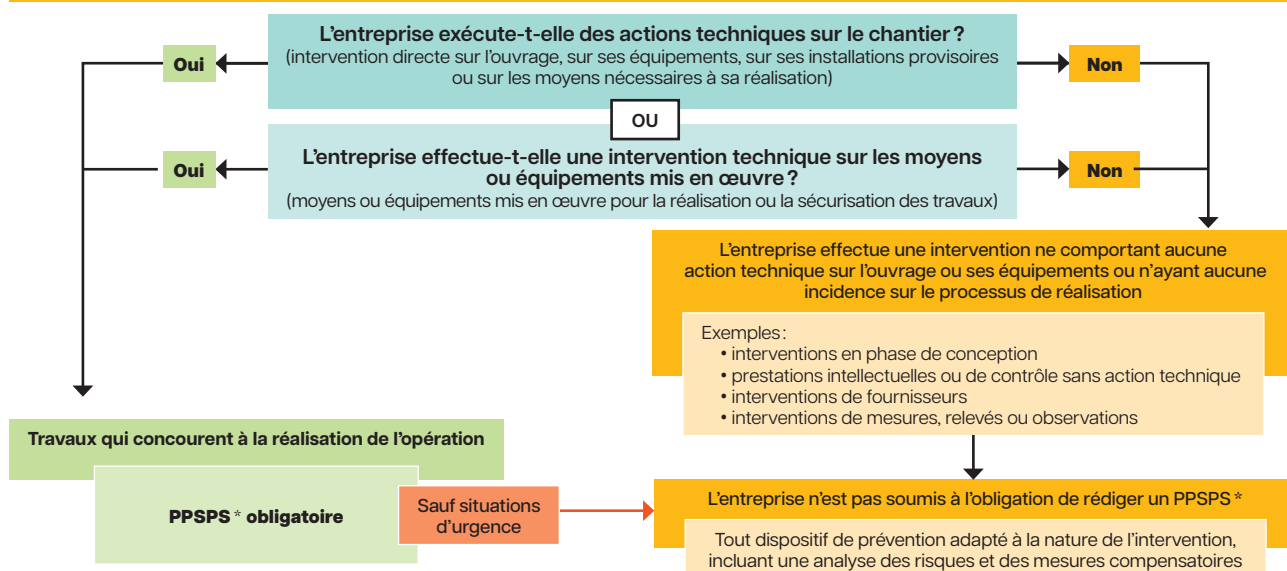 L'entreprise exécute-t-elle des actions techniques sur le chantier ?
(intervention directe sur l'ouvrage, sur ses équipements, sur ses installations provisoires
ou sur les moyens nécessaires à sa réalisation)
Oui
Non
OU
L'entreprise effectue-t-elle une intervention technique sur les moyens
ou équipements mis en œuvre ?
(moyens ou équipements mis en œuvre pour la réalisation ou la sécurisation des travaux)
Oui
Non
L'entreprise effectue une intervention ne comportant aucune
action technique sur l'ouvrage ou ses équipements ou n'ayant aucune
incidence sur le processus de réalisation
Exemples :
• interventions en phase de conception
• prestations intellectuelles ou de contrôle sans action technique
• interventions de fournisseurs
• interventions de mesures, relevés ou observations
Travaux qui concourent à la réalisation de l'opération
PPSPS * obligatoire
Sauf situations
d'urgence
L'entreprise n'est pas soumis à l'obligation de rédiger un PPSPS *
Tout dispositif de prévention adapté à la nature de l'intervention,
incluant une analyse des risques et des mesures compensatoires